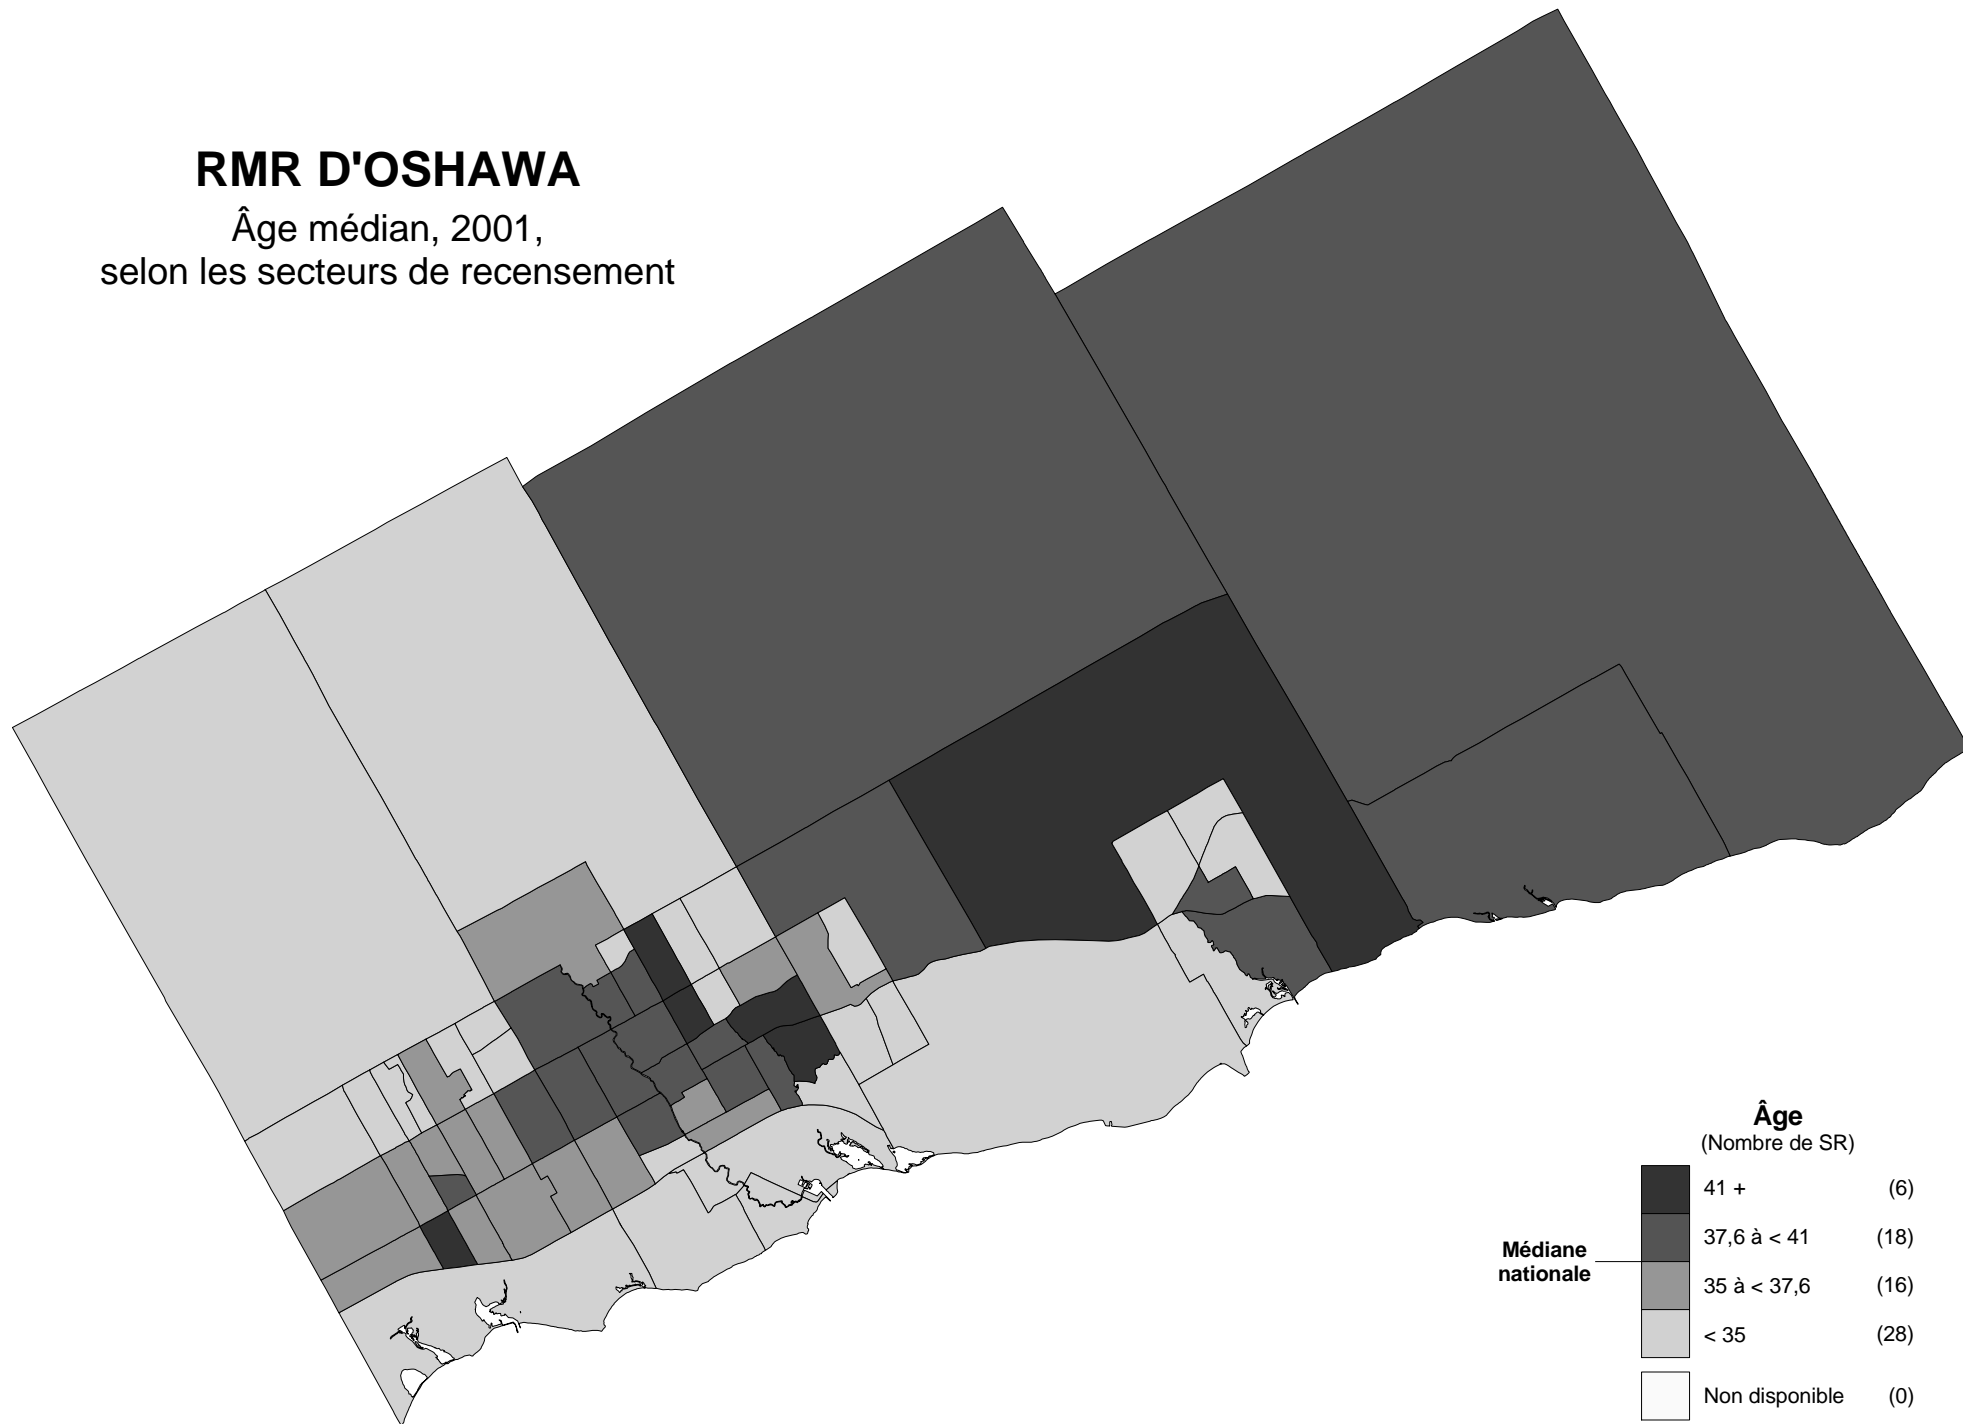 RMR D'OSHAWA
Âge médian, 2001,
selon les secteurs de recensement
Âge
(Nombre de SR)
41 + (6)
37,6 à < 41 (18)
Médiane
nationale
35 à < 37,6 (16)
< 35 (28)
Non disponible (0)